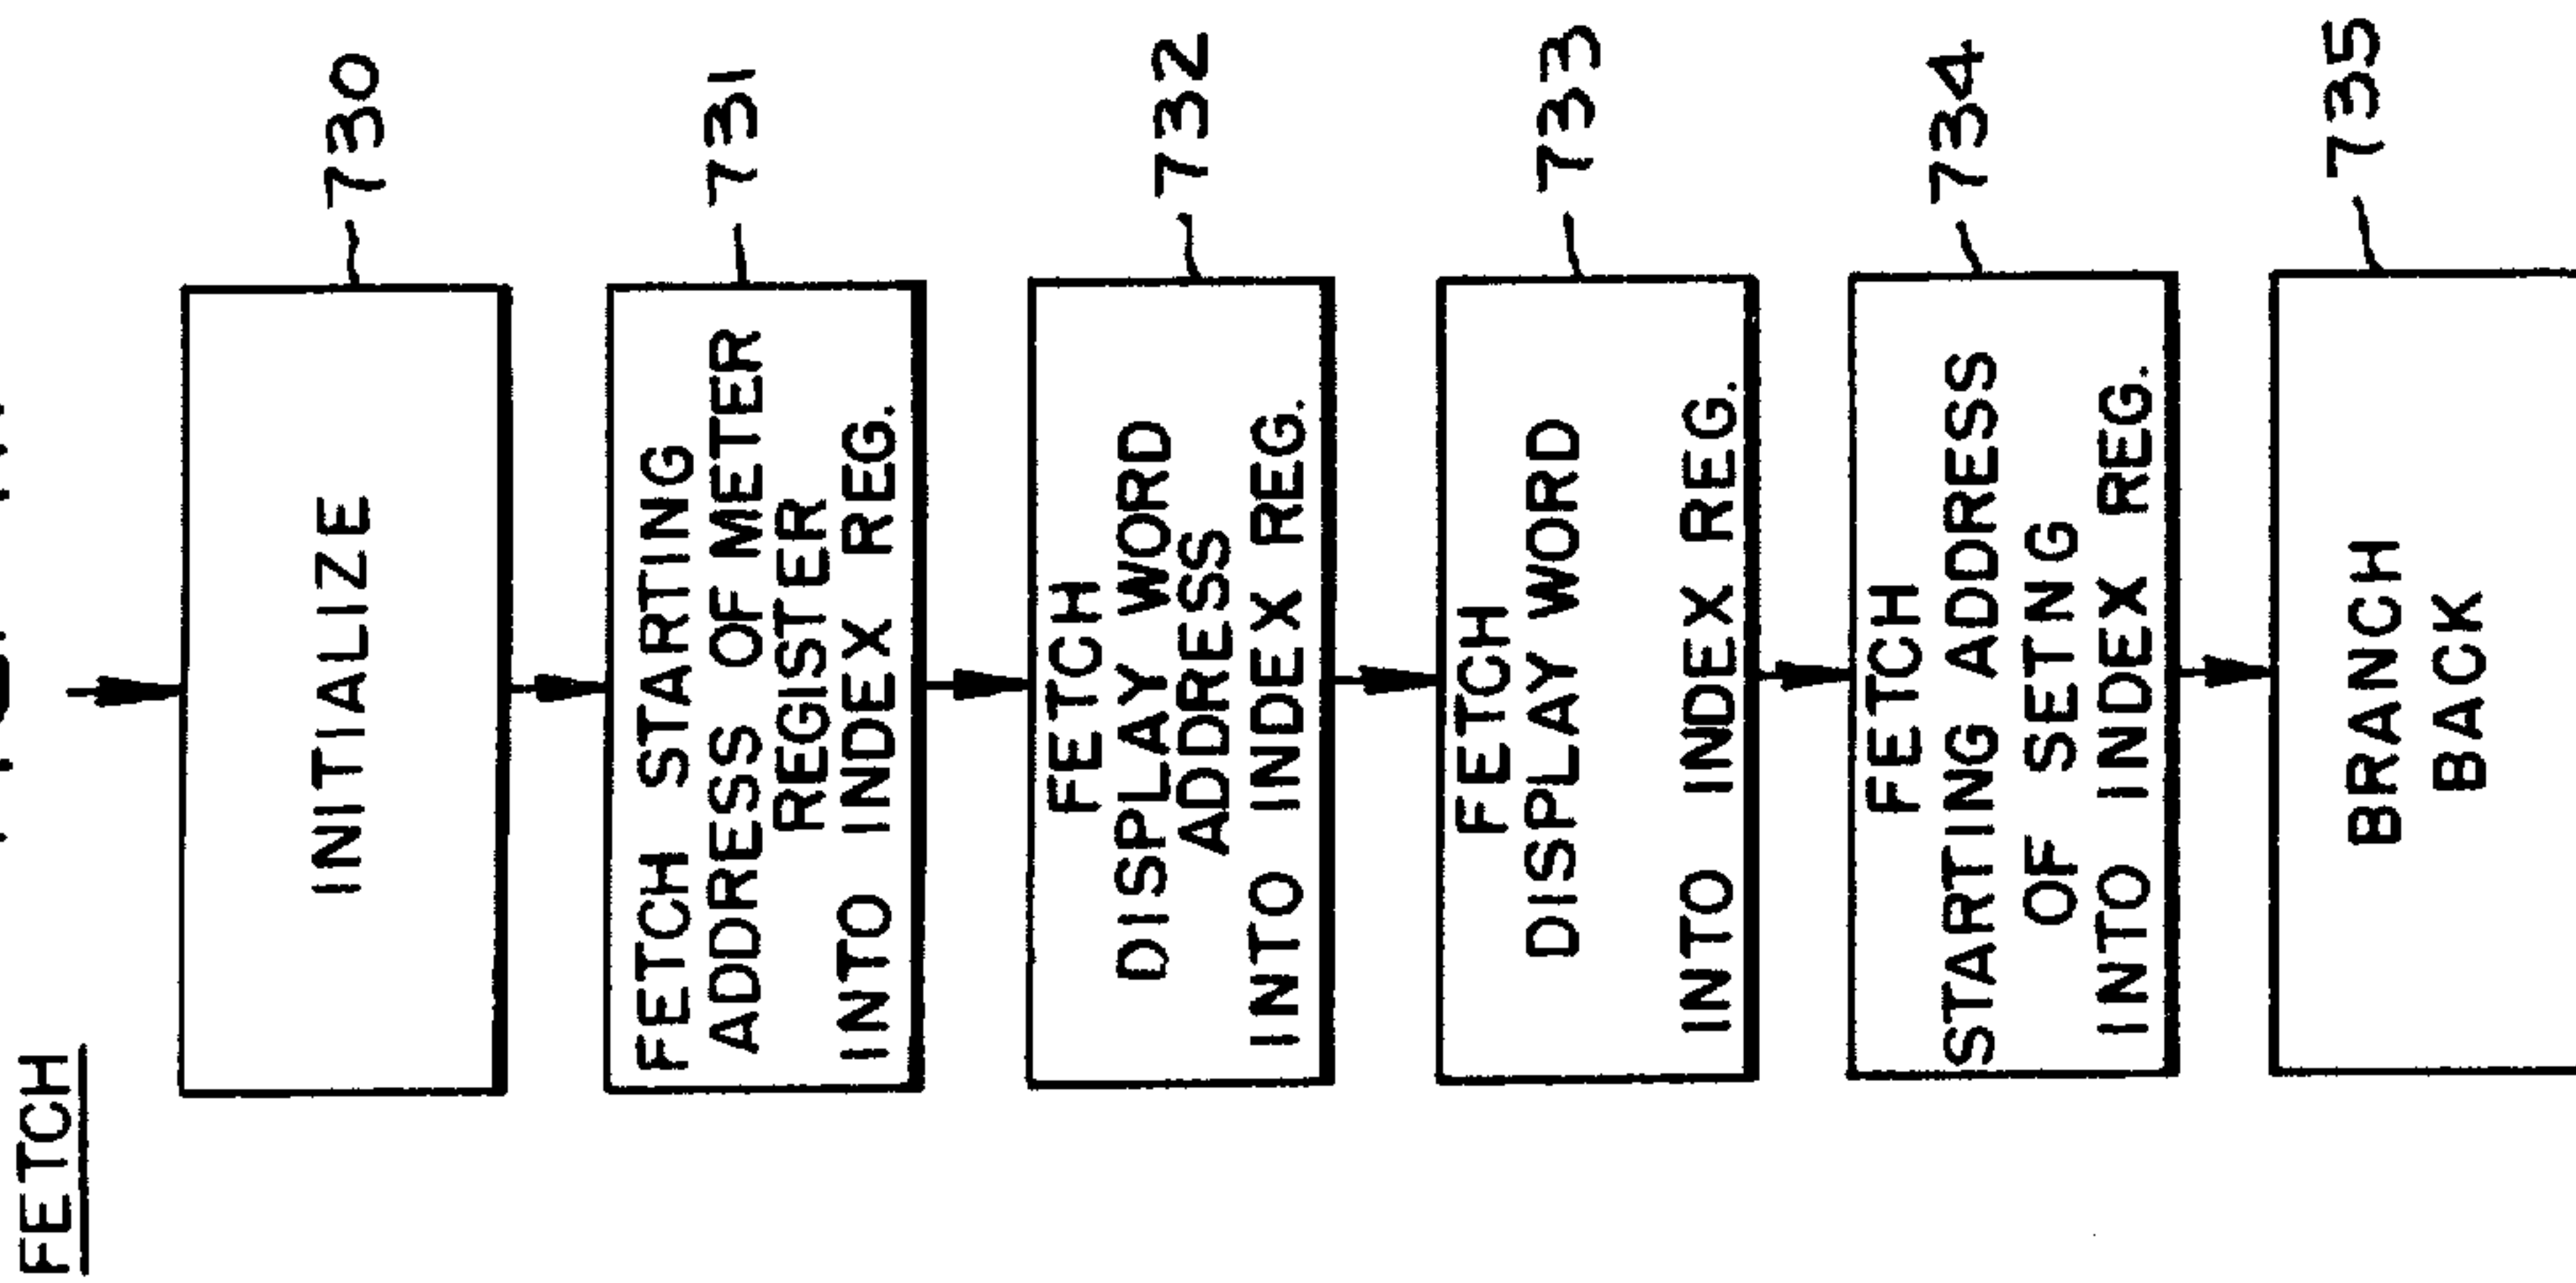 FETCH
INITIALIZE
730
FETCH STARTING
ADDRESS OF METER
REGISTER
INTO INDEX REG.
731
FETCH
DISPLAY WORD
ADDRESS
INTO INDEX REG.
732
FETCH
DISPLAY WORD
INTO INDEX REG.
733
FETCH
STARTING ADDRESS
OF SETNG
INTO INDEX REG.
734
BRANCH
BACK
735